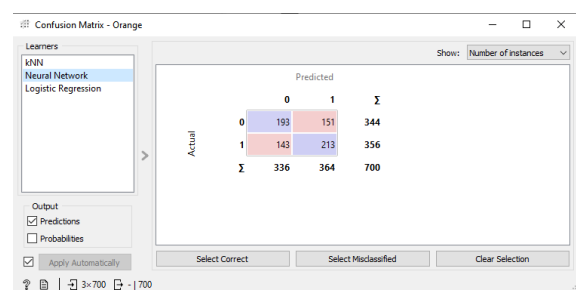 Confusion Matrix - Orange
Learners
kNN
Neural Network
Logistic Regression
Output
Predictions
Probabilities
Apply Automatically
Show: Number of instances
Predicted
0 1 Σ
Actual
0 193 151 344
1 143 213 356
Σ 336 364 700
Select Correct Select Misclassified Clear Selection
? 3×700 - | 700